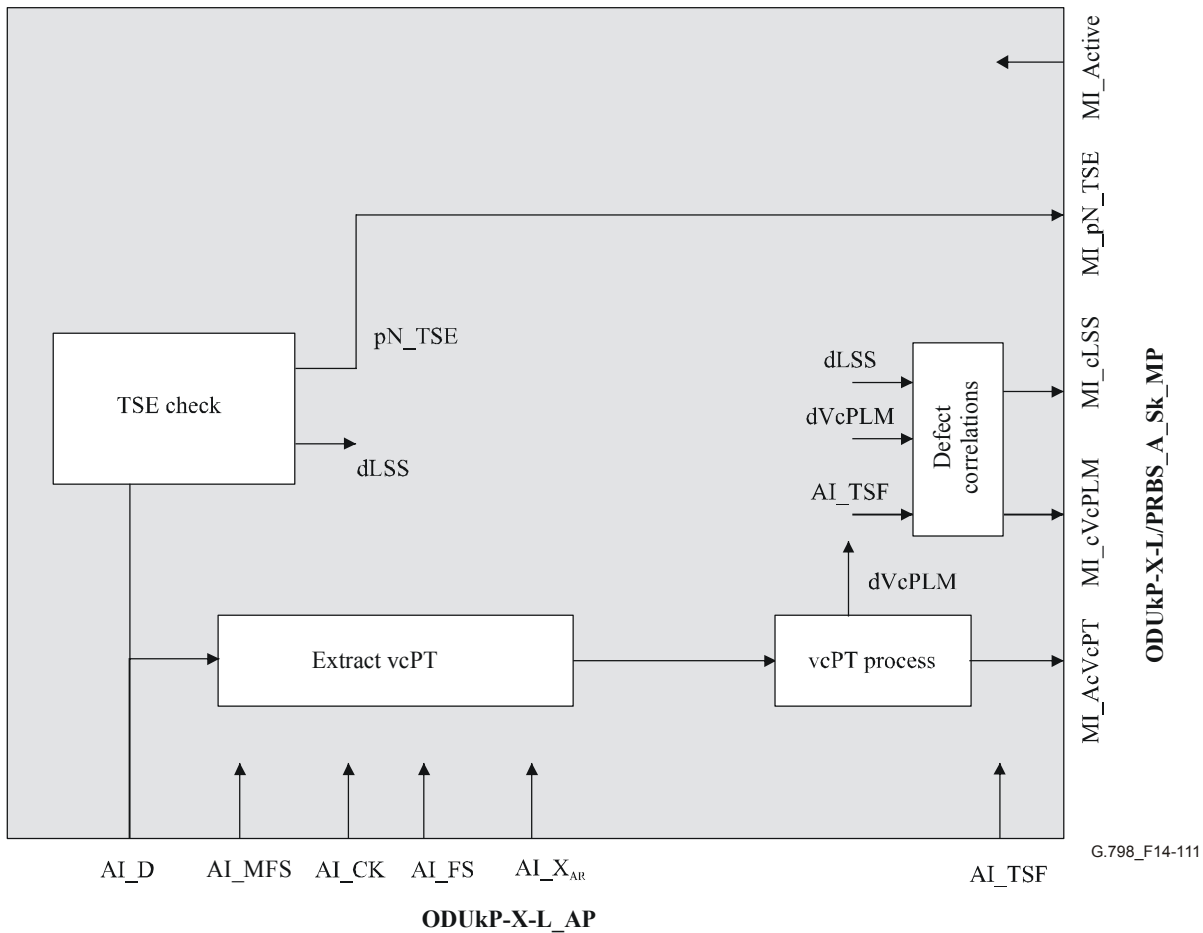 MI_Active
MI_pN_TSE
pN_TSE
TSE check
dLSS
dLSS
dVcPLM
AI_TSF
Defect
correlations
MI_cLSS
MI_cVcPLM
ODUkP-X-L/PRBS_A_Sk_MP
dVcPLM
Extract vcPT
vcPT process
MI_AcVcPT
AI_D
AI_MFS
AI_CK
AI_FS
AI_XAR
AI_TSF
G.798_F14-111
ODUkP-X-L_AP